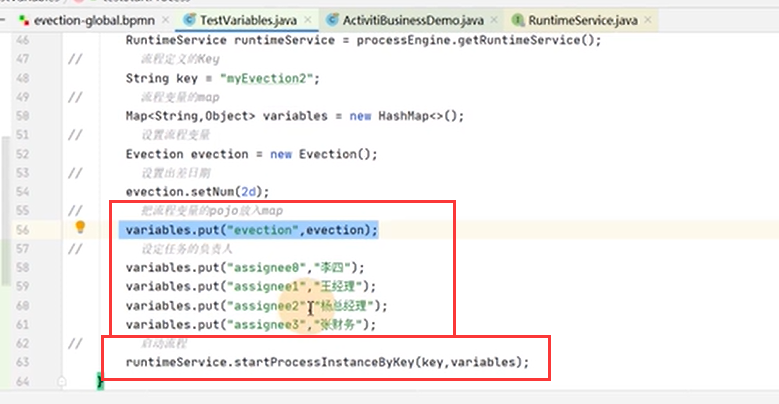 evection-global.bpmn TestVariables.java ActivitiBusinessDemo.java RuntimeService.java
46 RuntimeService runtimeService = processEngine.getRuntimeService();
47 // 流程定义的Key
48 String key = "myEvection2";
49 // 流程变量的map
50 Map<String,Object> variables = new HashMap<>();
51 // 设置流程变量
52 Evection evection = new Evection();
53 // 设置出差日期
54 evection.setNum(2d);
55 // 把流程变量的pojo放入map
56 variables.put("evection",evection);
57 // 设定任务的负责人
58 variables.put("assignee0","李四");
59 variables.put("assignee1","王经理");
60 variables.put("assignee2","杨总经理");
61 variables.put("assignee3","张财务");
62 // 启动流程
63 runtimeService.startProcessInstanceByKey(key,variables);
64 }